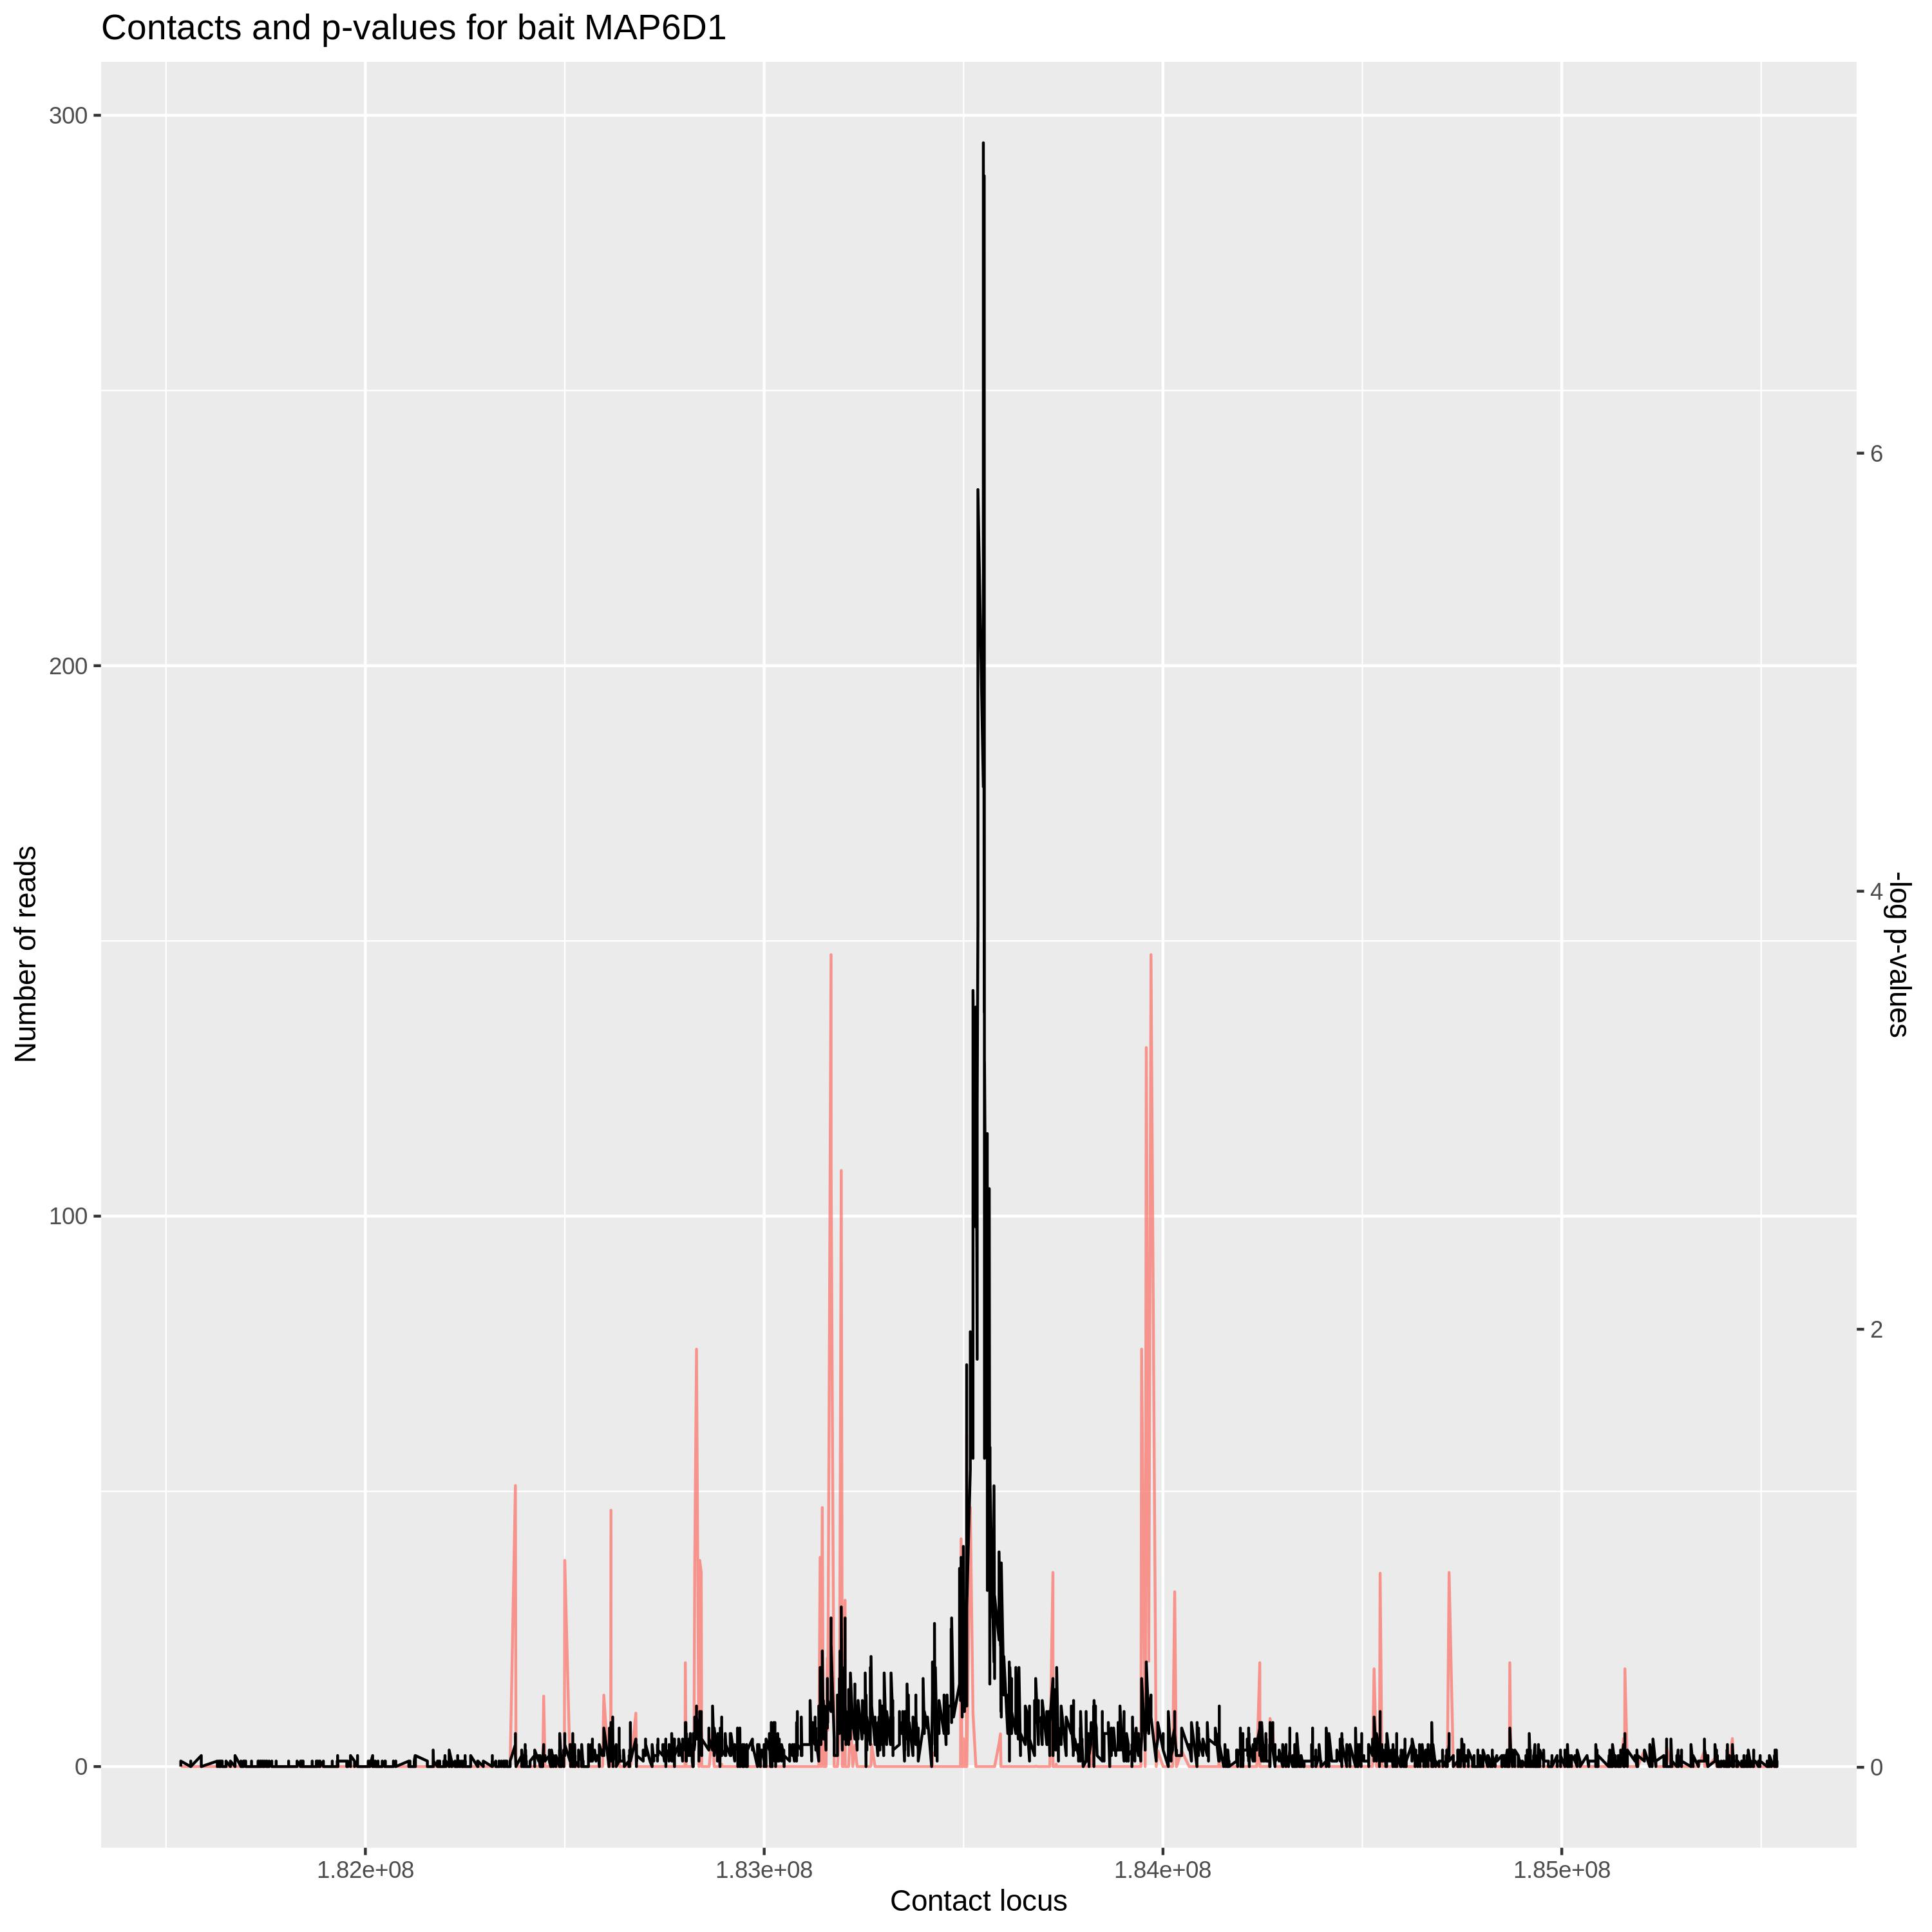 Contacts and p-values for bait MAP6D1
300
200
100
0
Number of reads
6
4
2
0
-log p-values
1.82e+08
1.83e+08
1.84e+08
1.85e+08
Contact locus